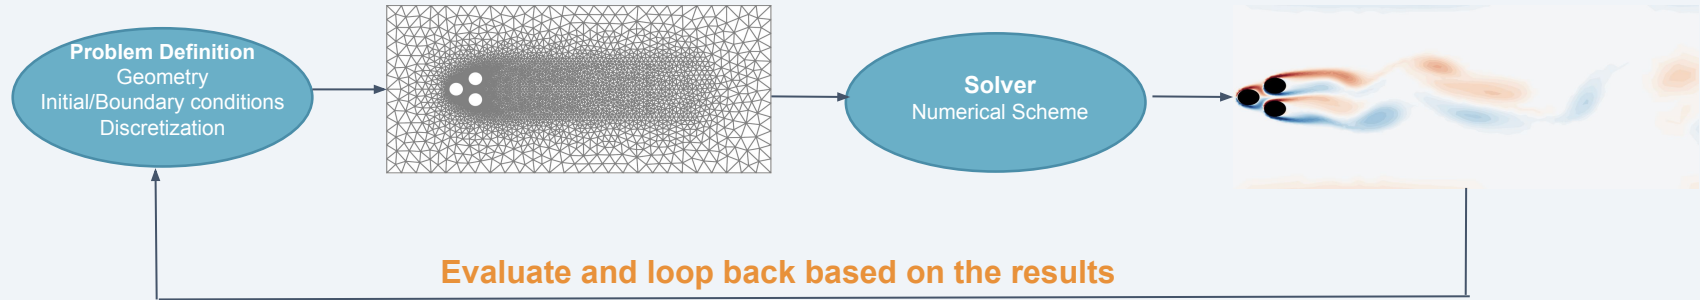 Problem Definition
Geometry
Initial/Boundary conditions
Discretization
Solver
Numerical Scheme
Evaluate and loop back based on the results